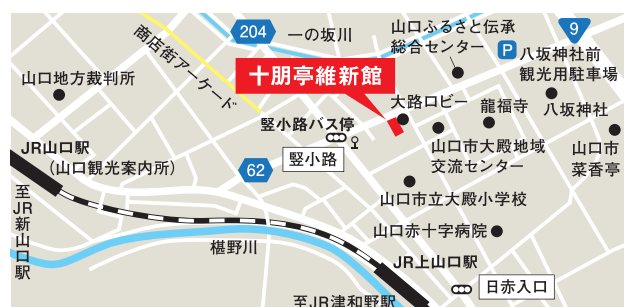 204
一の坂川
山口ふるさと伝承
総合センター
P
9
八坂神社前
観光用駐車場
商店街アーケード
山口地方裁判所
十朋亭維新館
大路ロビー
龍福寺
八坂神社
竪小路バス停
竪小路
山口市大殿地域
交流センター
山口市
菜香亭
JR山口駅
(山口観光案内所)
62
山口市立大殿小学校
至JR新山口駅
椹野川
山口赤十字病院
JR上山口駅
日赤入口
至JR津和野駅